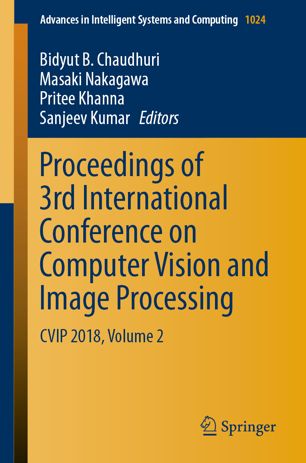 Advances in Intelligent Systems and Computing 1024
Bidyut B. Chaudhuri
Masaki Nakagawa
Pritee Khanna
Sanjeev Kumar Editors
Proceedings of
3rd International
Conference on
Computer Vision and
Image Processing
CVIP 2018, Volume 2
Springer